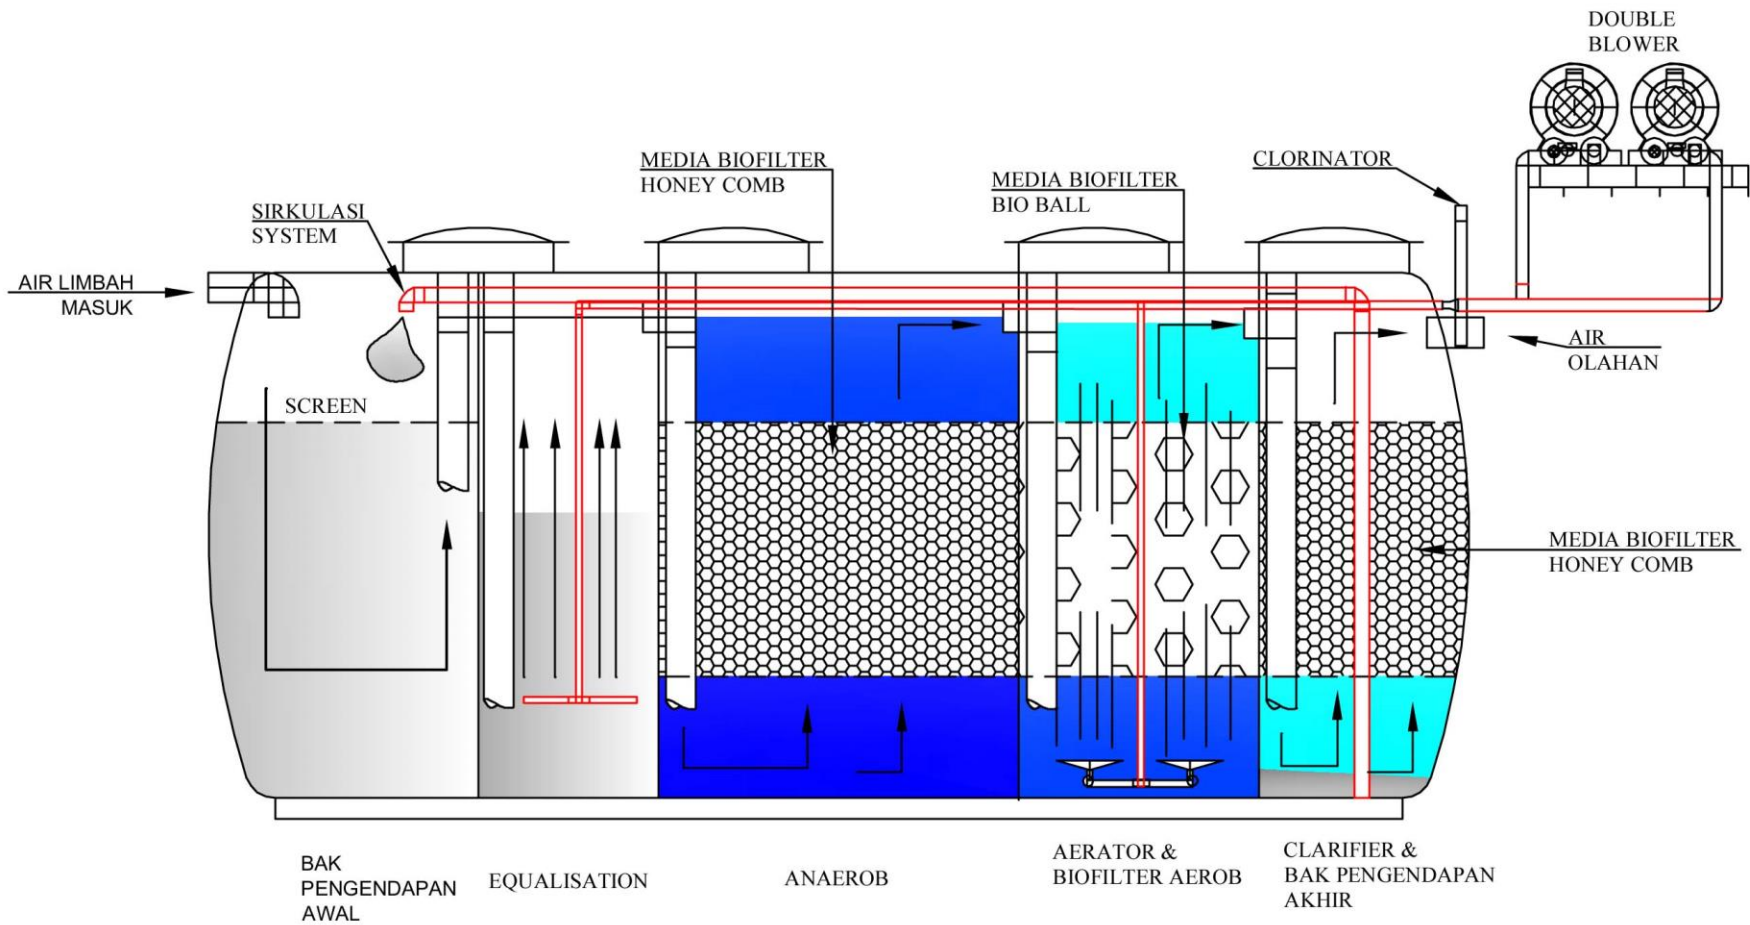 DOUBLE
BLOWER
MEDIA BIOFILTER
HONEY COMB
MEDIA BIOFILTER
BIO BALL
CLORINATOR
SIRKULASI
SYSTEM
AIR LIMBAH
MASUK
AIR
OLAHAN
SCREEN
MEDIA BIOFILTER
HONEY COMB
BAK
PENGENDAPAN
AWAL
EQUALISATION
ANAEROB
AERATOR &
BIOFILTER AEROB
CLARIFIER &
BAK PENGENDAPAN
AKHIR